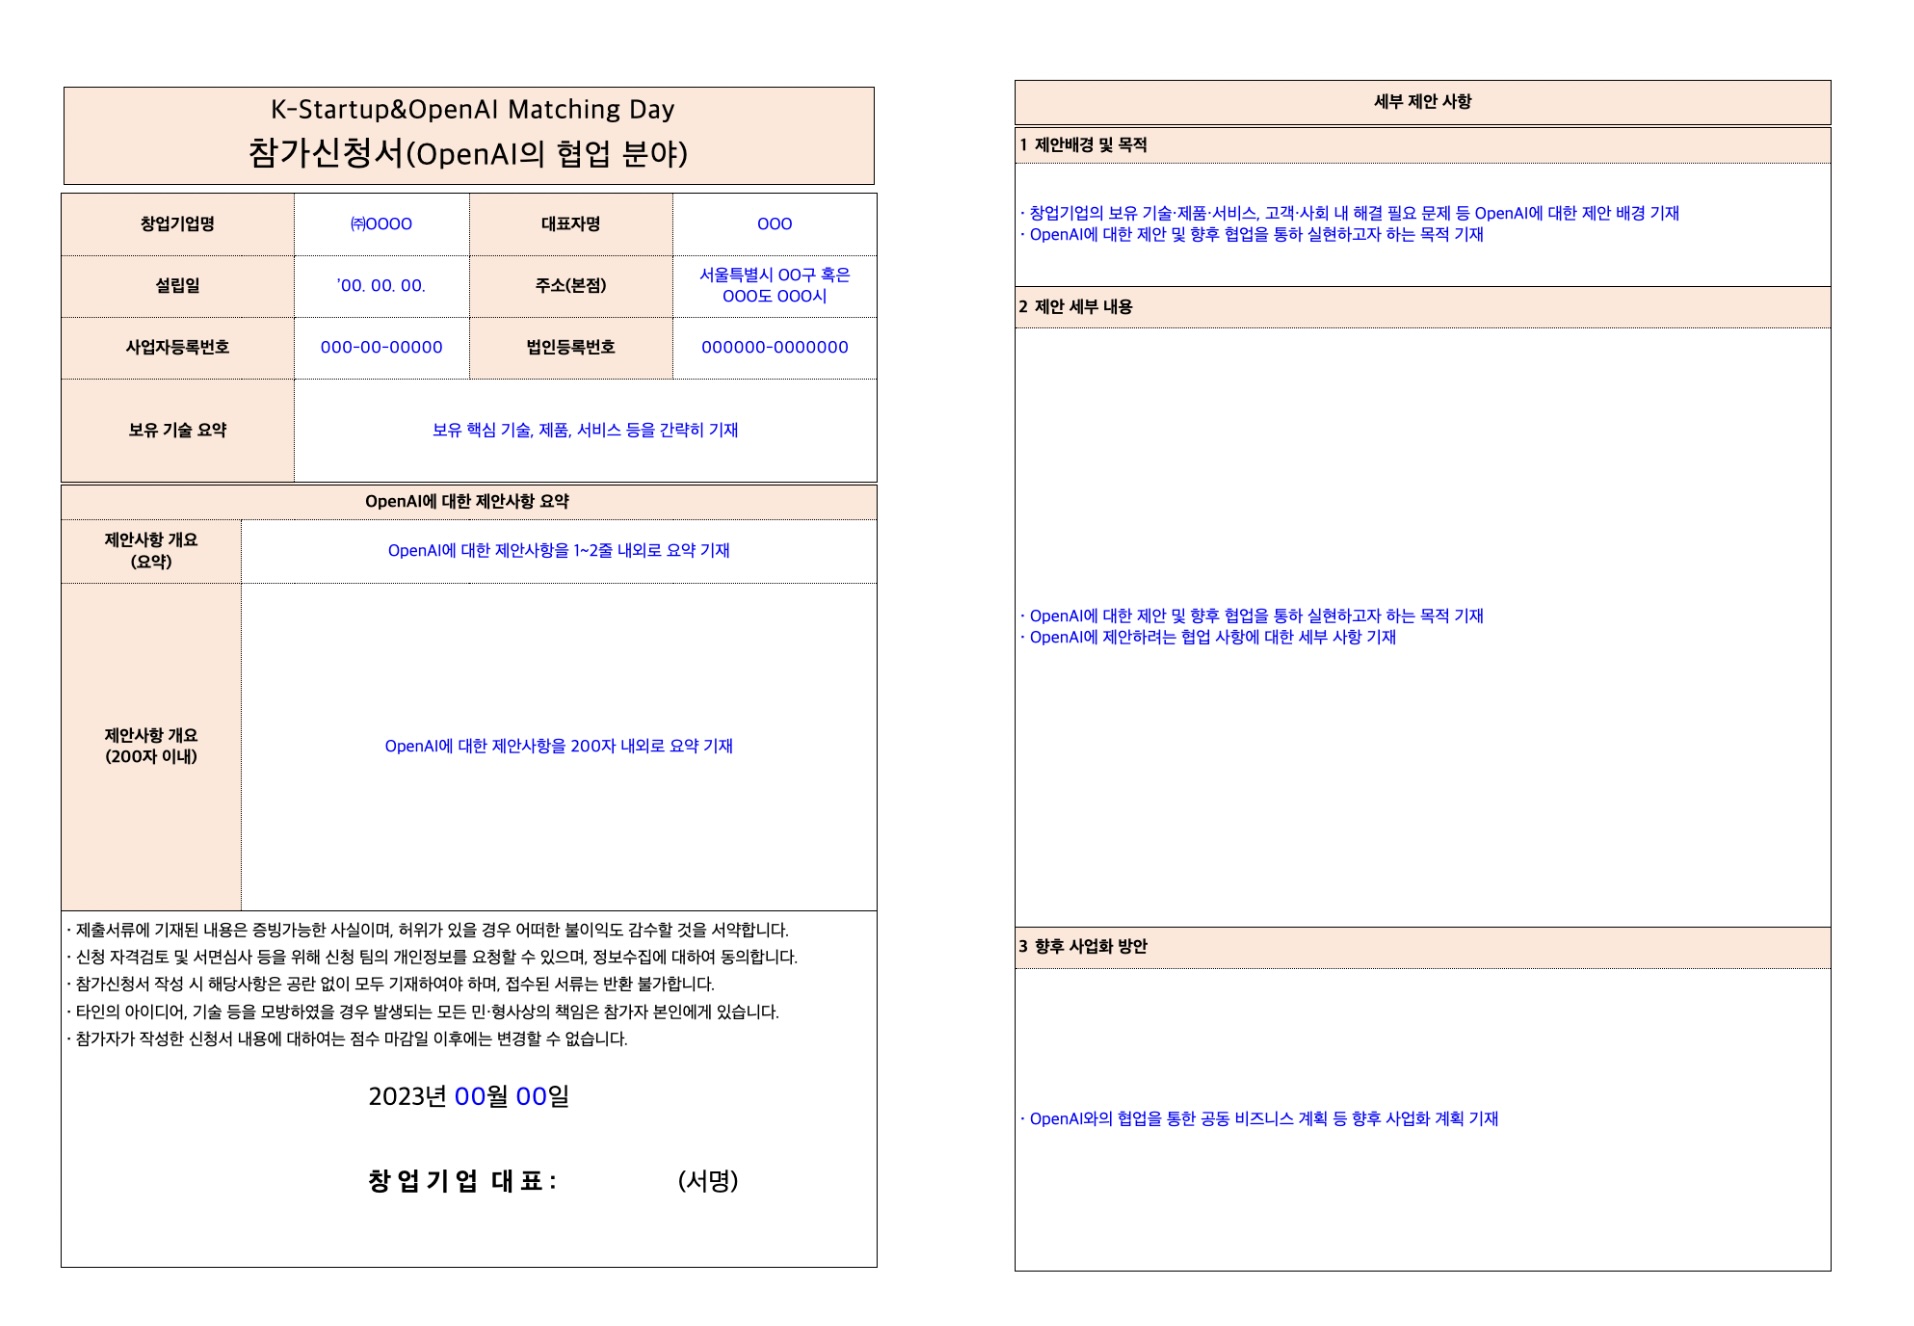 K-Startup&OpenAI Matching Day
참가신청서(OpenAI의 협업 분야)
창업기업명
㈜OOOO
대표자명
OOO
설립일
'00. 00. 00.
주소(본점)
서울특별시 OO구 혹은
OOO도 OOO시
사업자등록번호
000-00-00000
법인등록번호
000000-0000000
보유 기술 요약
보유 핵심 기술, 제품, 서비스 등을 간략히 기재
OpenAI에 대한 제안사항 요약
제안사항 개요
(요약)
OpenAI에 대한 제안사항을 1~2줄 내외로 요약 기재
제안사항 개요
(200자 이내)
OpenAI에 대한 제안사항을 200자 내외로 요약 기재
· 제출서류에 기재된 내용은 증빙가능한 사실이며, 허위가 있을 경우 어떠한 불이익도 감수할 것을 서약합니다.
· 신청 자격검토 및 서면심사 등을 위해 신청 팀의 개인정보를 요청할 수 있으며, 정보수집에 대하여 동의합니다.
· 참가신청서 작성 시 해당사항은 공란 없이 모두 기재하여야 하며, 접수된 서류는 반환 불가합니다.
· 타인의 아이디어, 기술 등을 모방하였을 경우 발생되는 모든 민·형사상의 책임은 참가자 본인에게 있습니다.
· 참가자가 작성한 신청서 내용에 대하여는 점수 마감일 이후에는 변경할 수 없습니다.
2023년 00월 00일
창 업 기 업 대 표 : (서명)
세부 제안 사항
1 제안배경 및 목적
· 창업기업의 보유 기술·제품·서비스, 고객·사회 내 해결 필요 문제 등 OpenAI에 대한 제안 배경 기재
· OpenAI에 대한 제안 및 향후 협업을 통하 실현하고자 하는 목적 기재
2 제안 세부 내용
· OpenAI에 대한 제안 및 향후 협업을 통하 실현하고자 하는 목적 기재
· OpenAI에 제안하려는 협업 사항에 대한 세부 사항 기재
3 향후 사업화 방안
· OpenAI와의 협업을 통한 공동 비즈니스 계획 등 향후 사업화 계획 기재